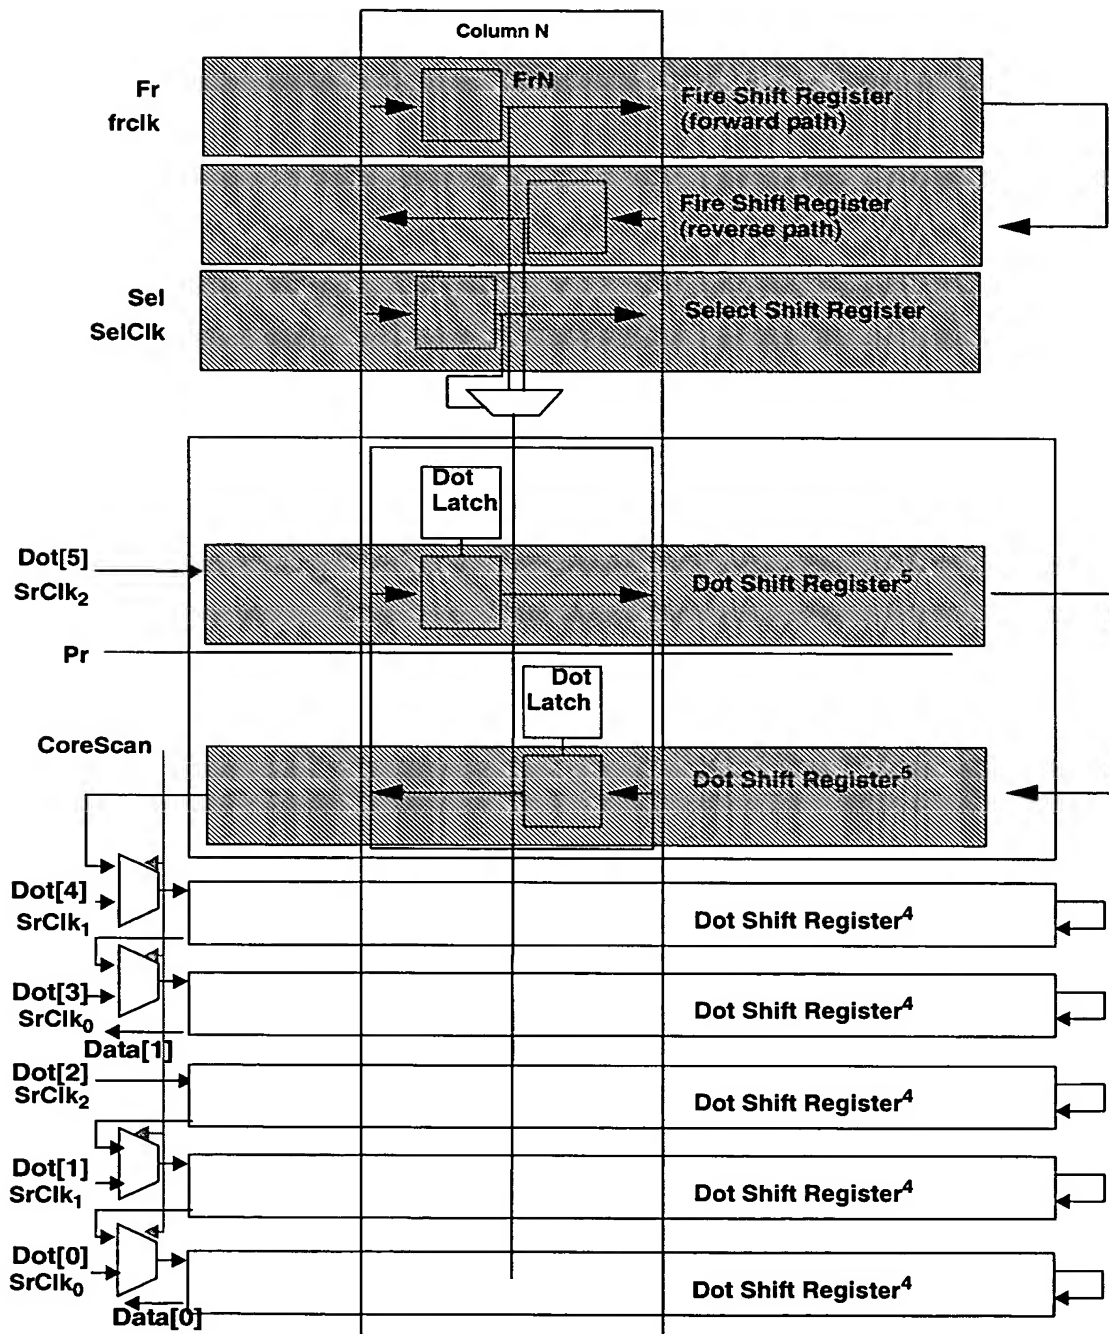 Column N
Fr
frclk
FrN
Fire Shift Register
(forward path)
Fire Shift Register
(reverse path)
Sel
SelClk
Select Shift Register
Dot
Latch
Dot[5]
SrClk2
Dot Shift Register5
Pr
Dot
Latch
CoreScan
Dot Shift Register5
Dot[4]
SrClk1
Dot Shift Register4
Dot[3]
SrClk0
Dot Shift Register4
Data[1]
Dot[2]
SrClk2
Dot Shift Register4
Dot[1]
SrClk1
Dot Shift Register4
Dot[0]
SrClk0
Dot Shift Register4
Data[0]